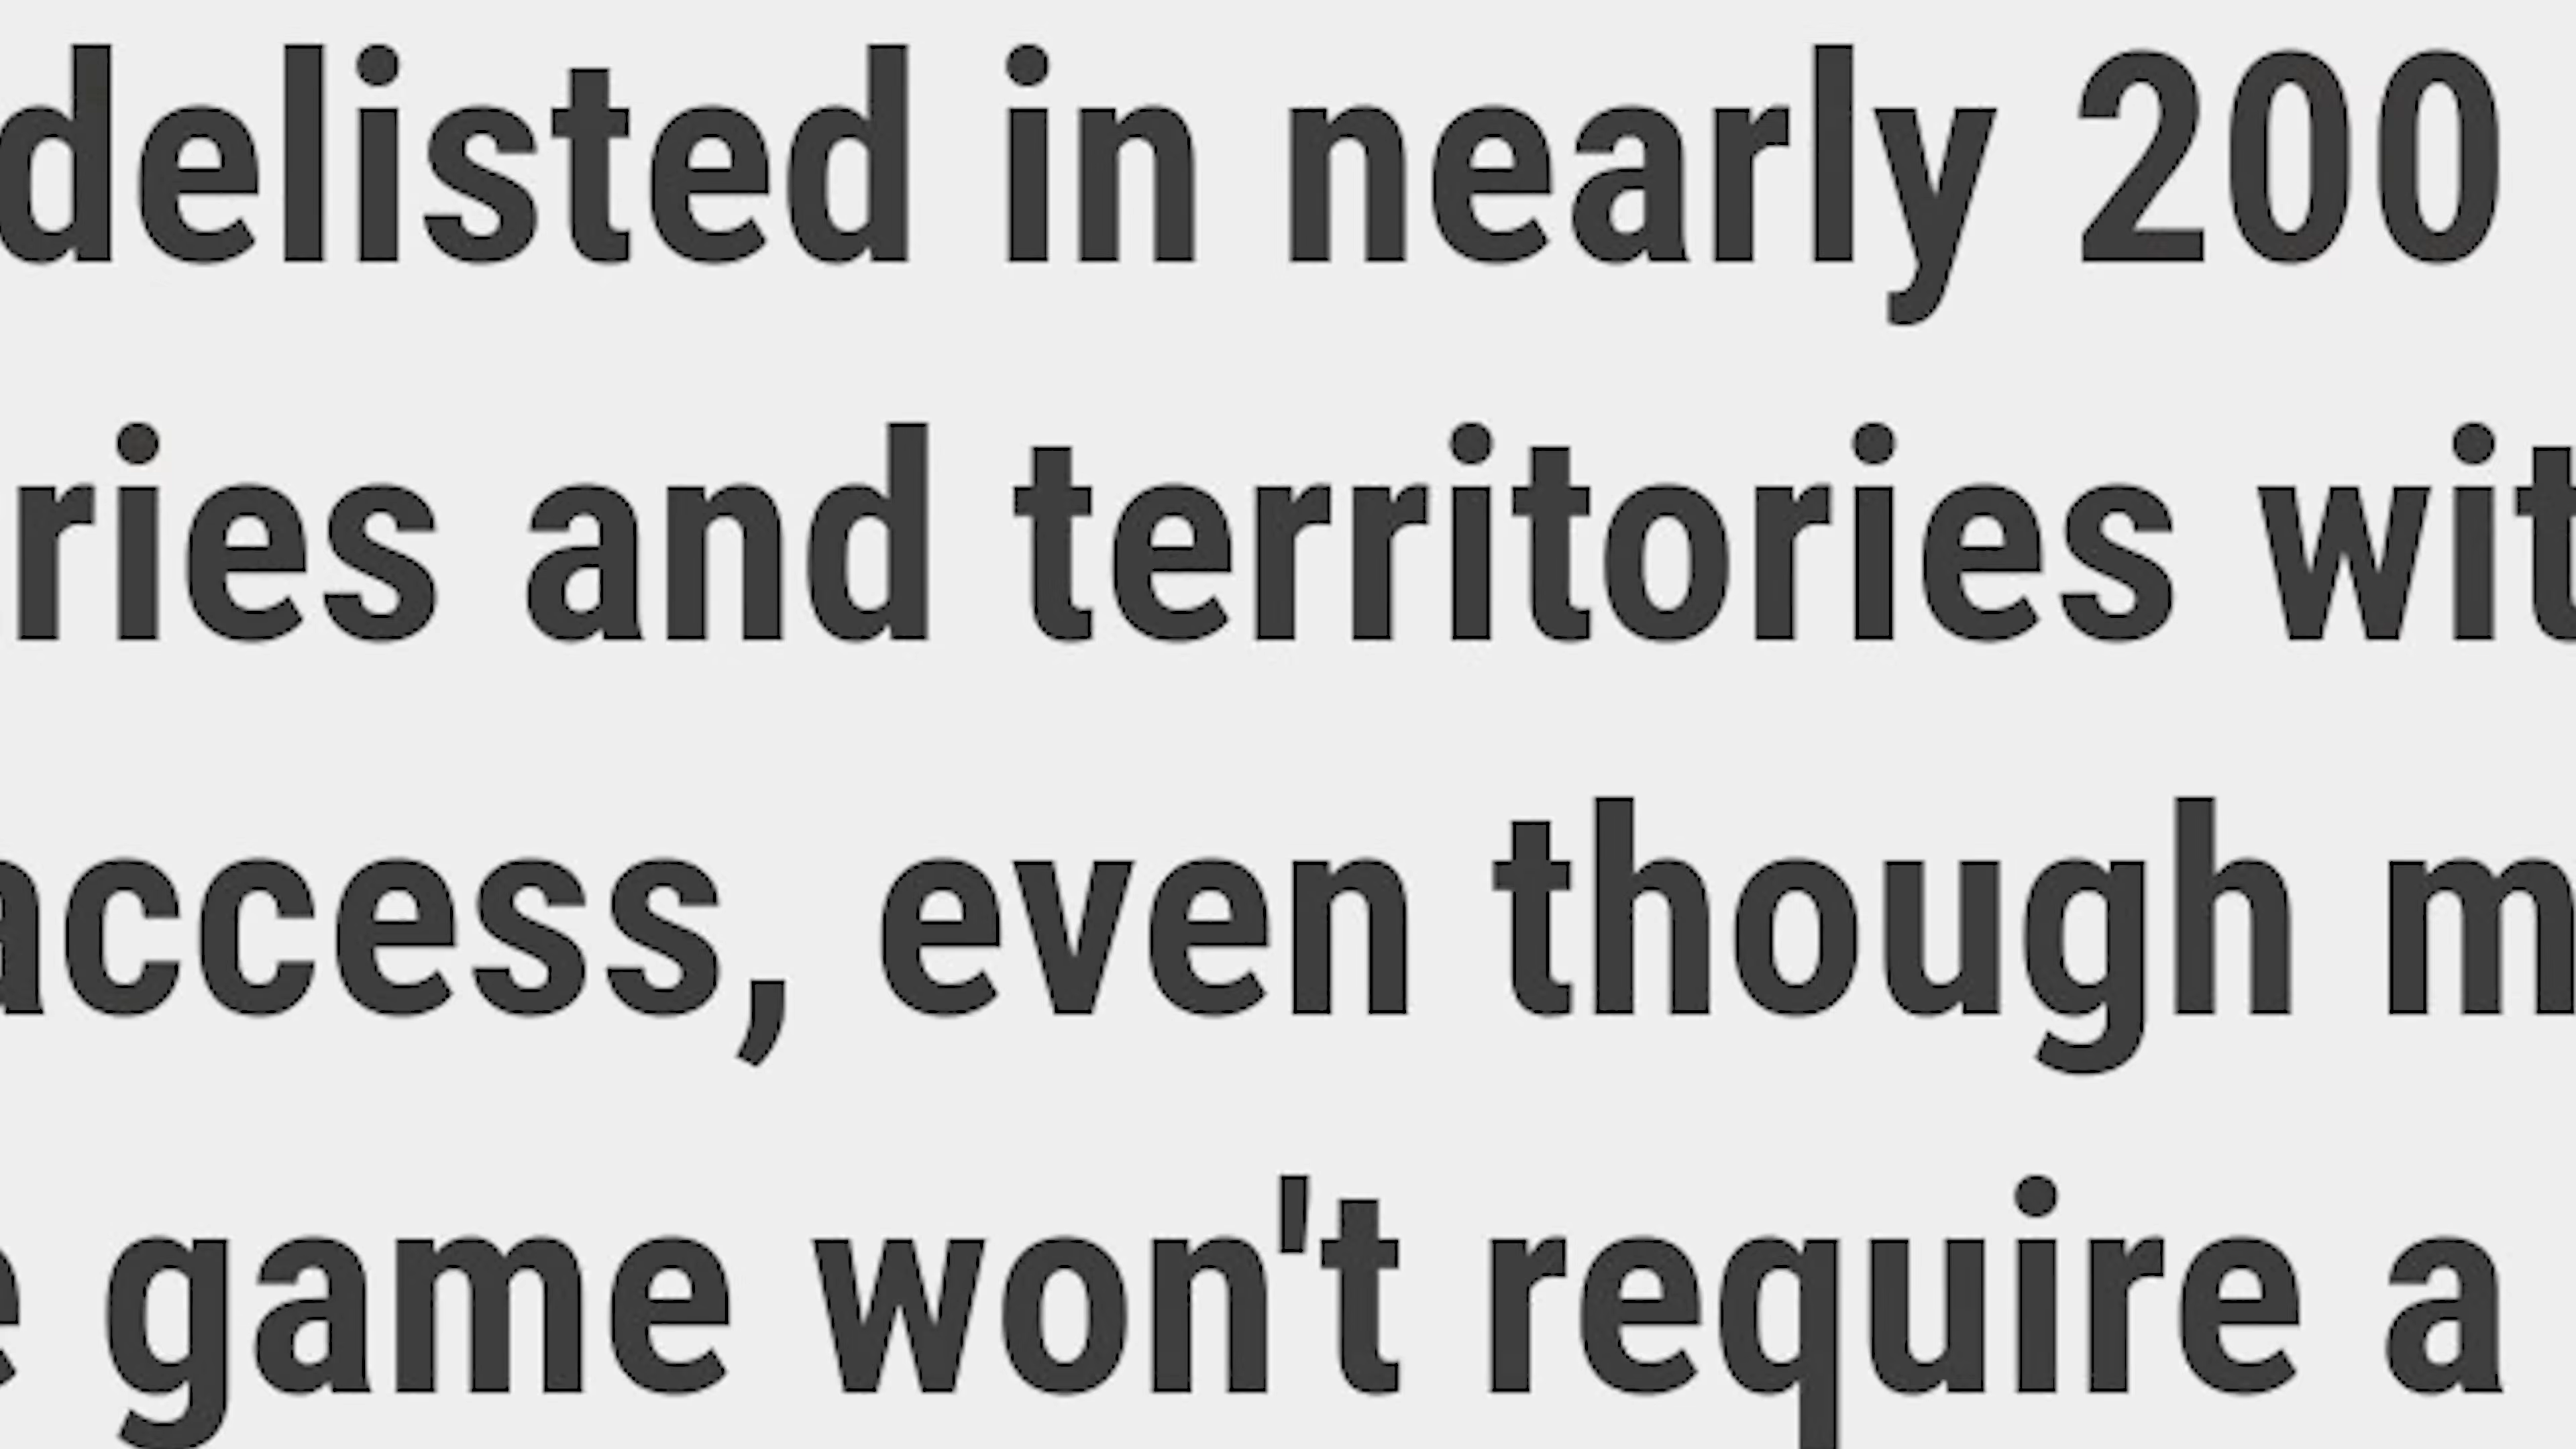 delisted in nearly 200
ries and territories wit
access, even though m
e game won't require a